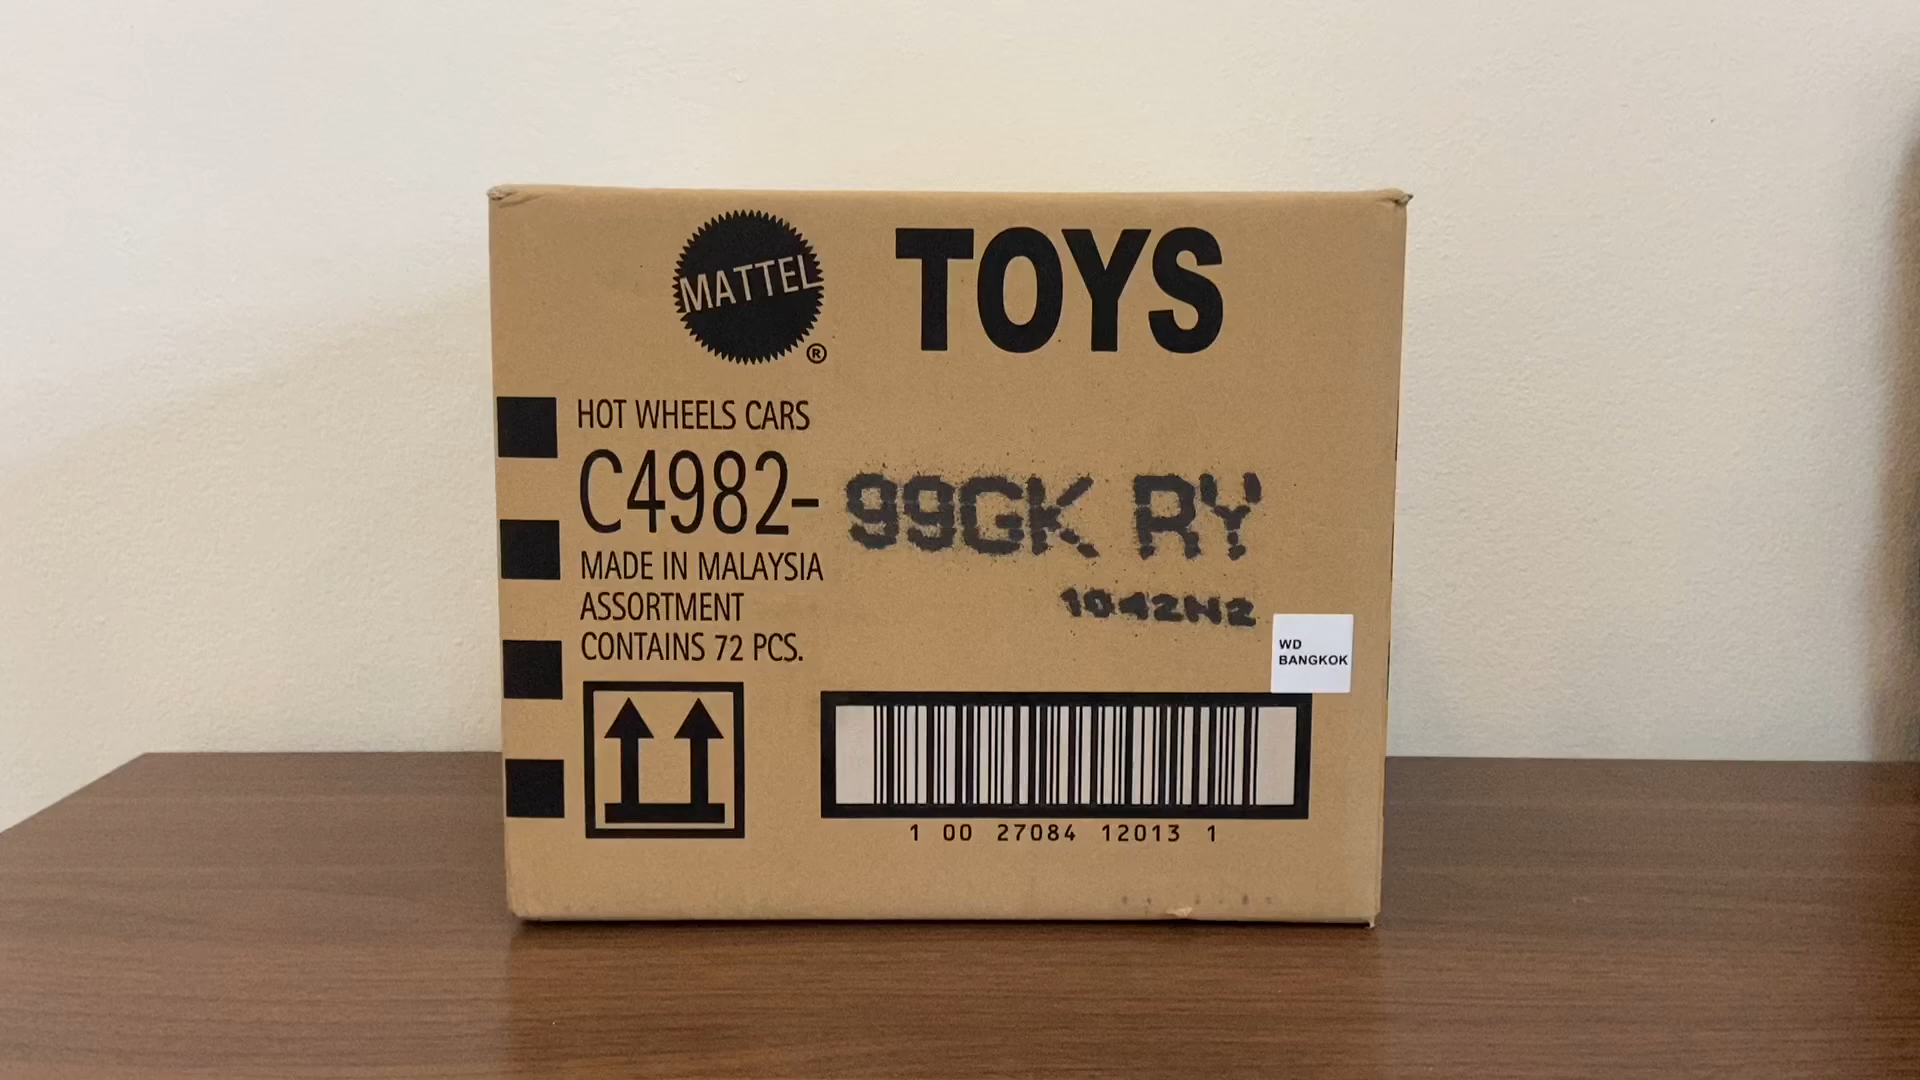 MATTEL
®
TOYS
HOT WHEELS CARS
C4982- 99GK RY
MADE IN MALAYSIA
1042N2
ASSORTMENT
CONTAINS 72 PCS.
WD
BANGKOK
1 00 27084 12013 1